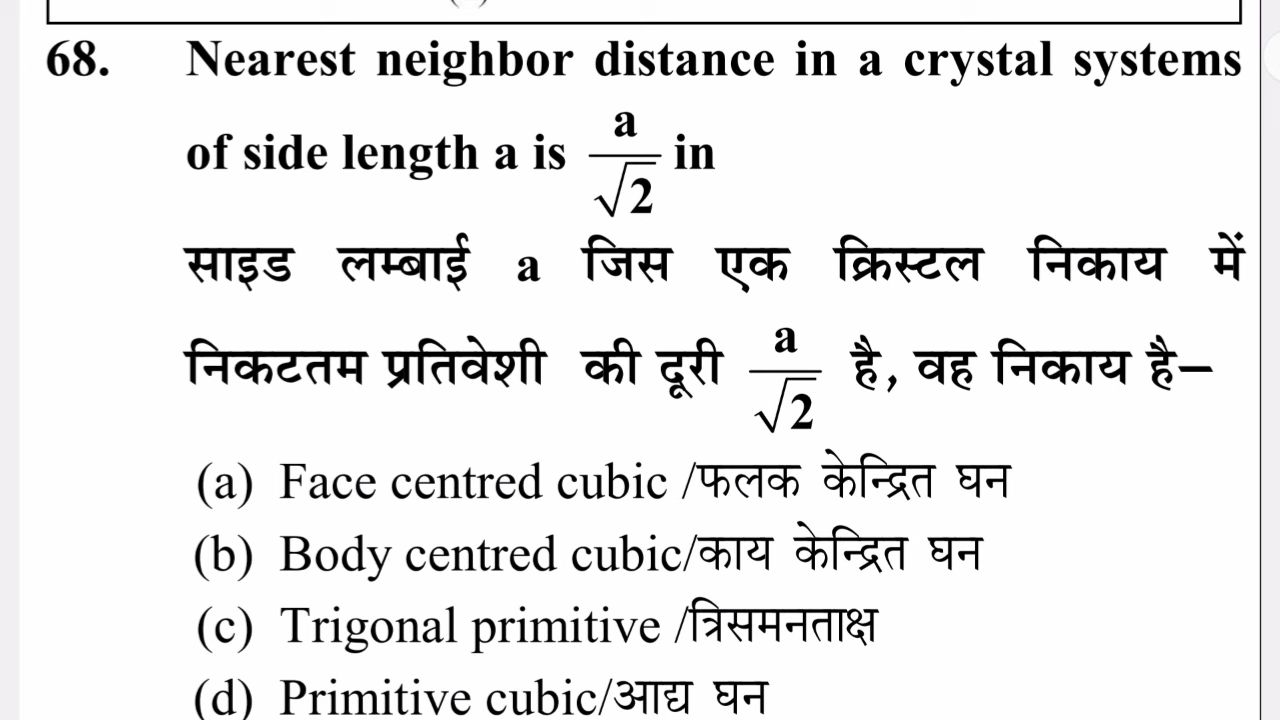 68. Nearest neighbor distance in a crystal systems
of side length a is a/√2 in
साइड लम्बाई a जिस एक क्रिस्टल निकाय में
निकटतम प्रतिवेशी की दूरी a/√2 है, वह निकाय है–
(a) Face centred cubic /फलक केन्द्रित घन
(b) Body centred cubic/काय केन्द्रित घन
(c) Trigonal primitive /त्रिसमनताक्ष
(d) Primitive cubic/आद्य घन